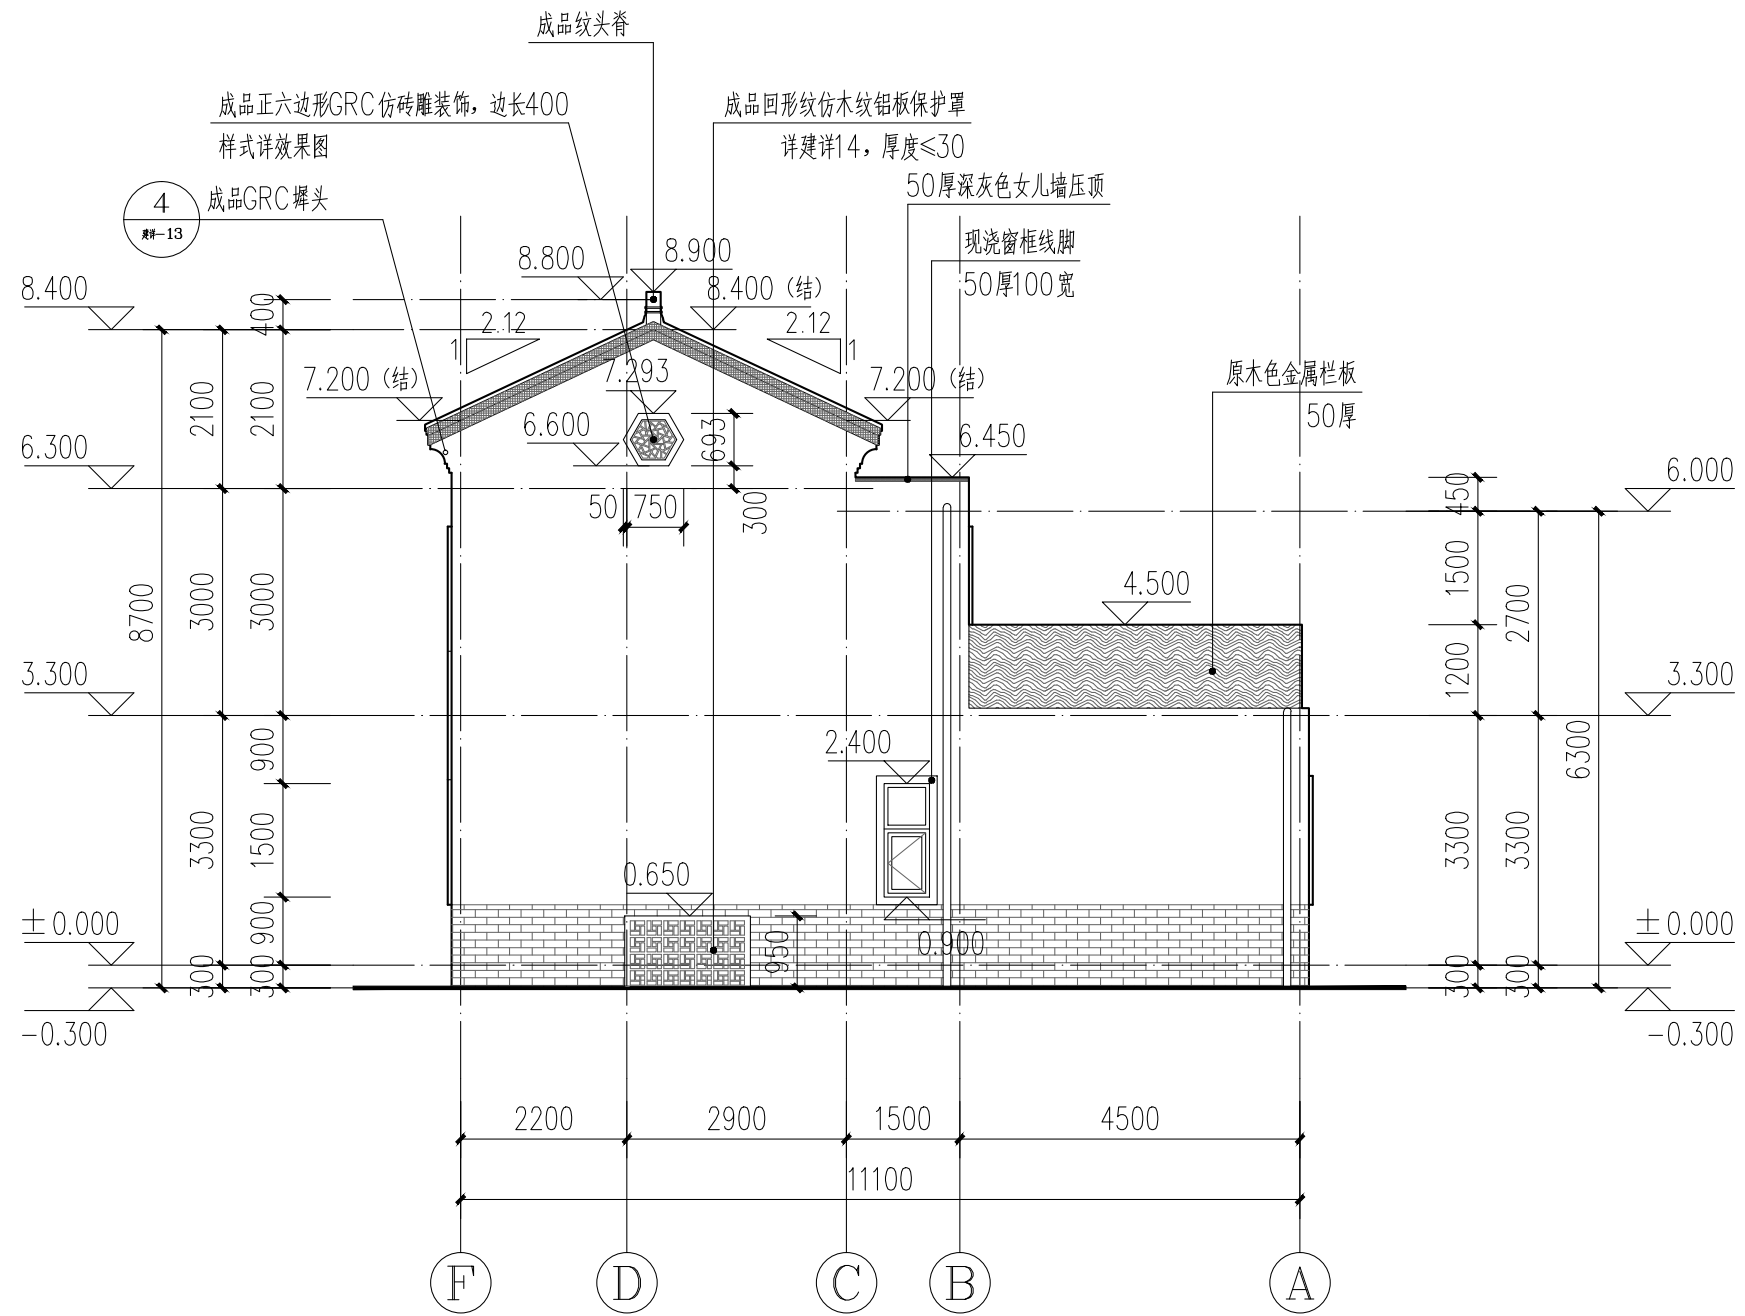 成品纹头脊
成品正六边形GRC仿砖雕装饰，边长400
样式详效果图
成品回形纹仿木纹铝板保护罩
详建详14，厚度≤30
4
建详-13
成品GRC墀头
50厚深灰色女儿墙压顶
现浇窗框线脚
50厚100宽
8.800
8.900
8.400
8.400（结）
400
2.12
2.12
1
1
7.200（结）
7.293
7.200（结）
原木色金属栏板
50厚
2100
2100
6.300
6.600
693
6.450
6.000
450
50
750
300
8700
3000
3000
4.500
1500
2700
1200
3.300
3.300
900
2.400
6300
3300
1500
3300
3300
0.650
±0.000
900
950
0.900
±0.000
300
300
300
300
-0.300
-0.300
2200
2900
1500
4500
11100
F
D
C
B
A